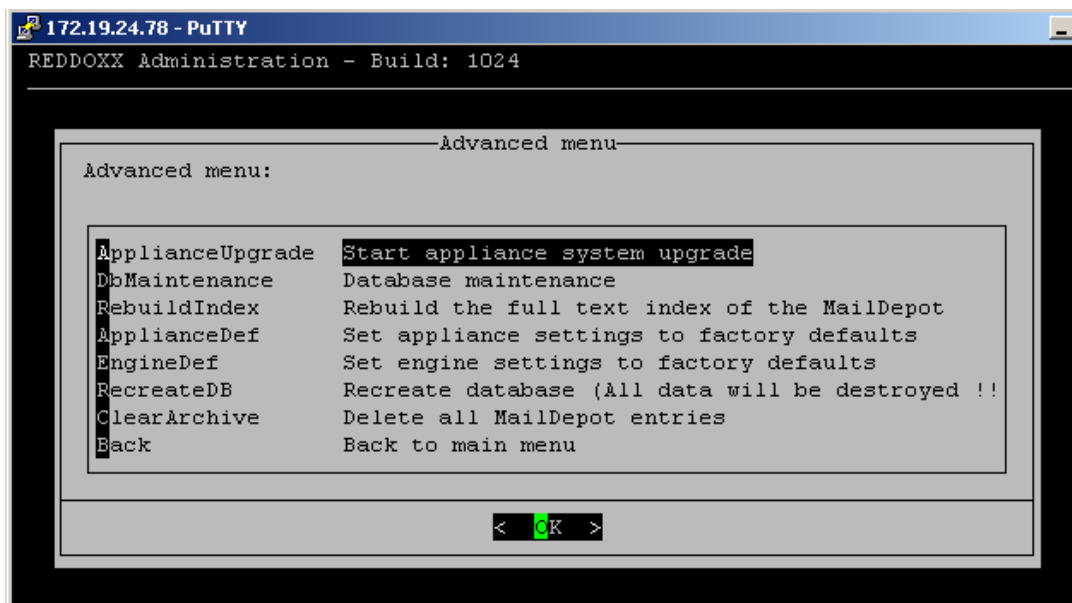 172.19.24.78 - PuTTY
REDDOXX Administration - Build: 1024
Advanced menu
Advanced menu:
ApplianceUpgrade Start appliance system upgrade
DbMaintenance Database maintenance
RebuildIndex Rebuild the full text index of the MailDepot
ApplianceDef Set appliance settings to factory defaults
EngineDef Set engine settings to factory defaults
RecreateDB Recreate database (All data will be destroyed !!
ClearArchive Delete all MailDepot entries
Back Back to main menu
< OK >